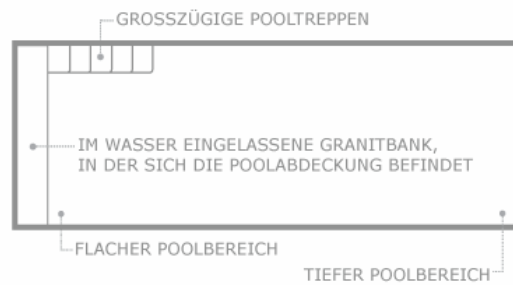 GROSSZÜGIGE POOLTREPPEN
IM WASSER EINGELASSENE GRANITBANK,
IN DER SICH DIE POOLABDECKUNG BEFINDET
FLACHER POOLBEREICH
TIEFER POOLBEREICH